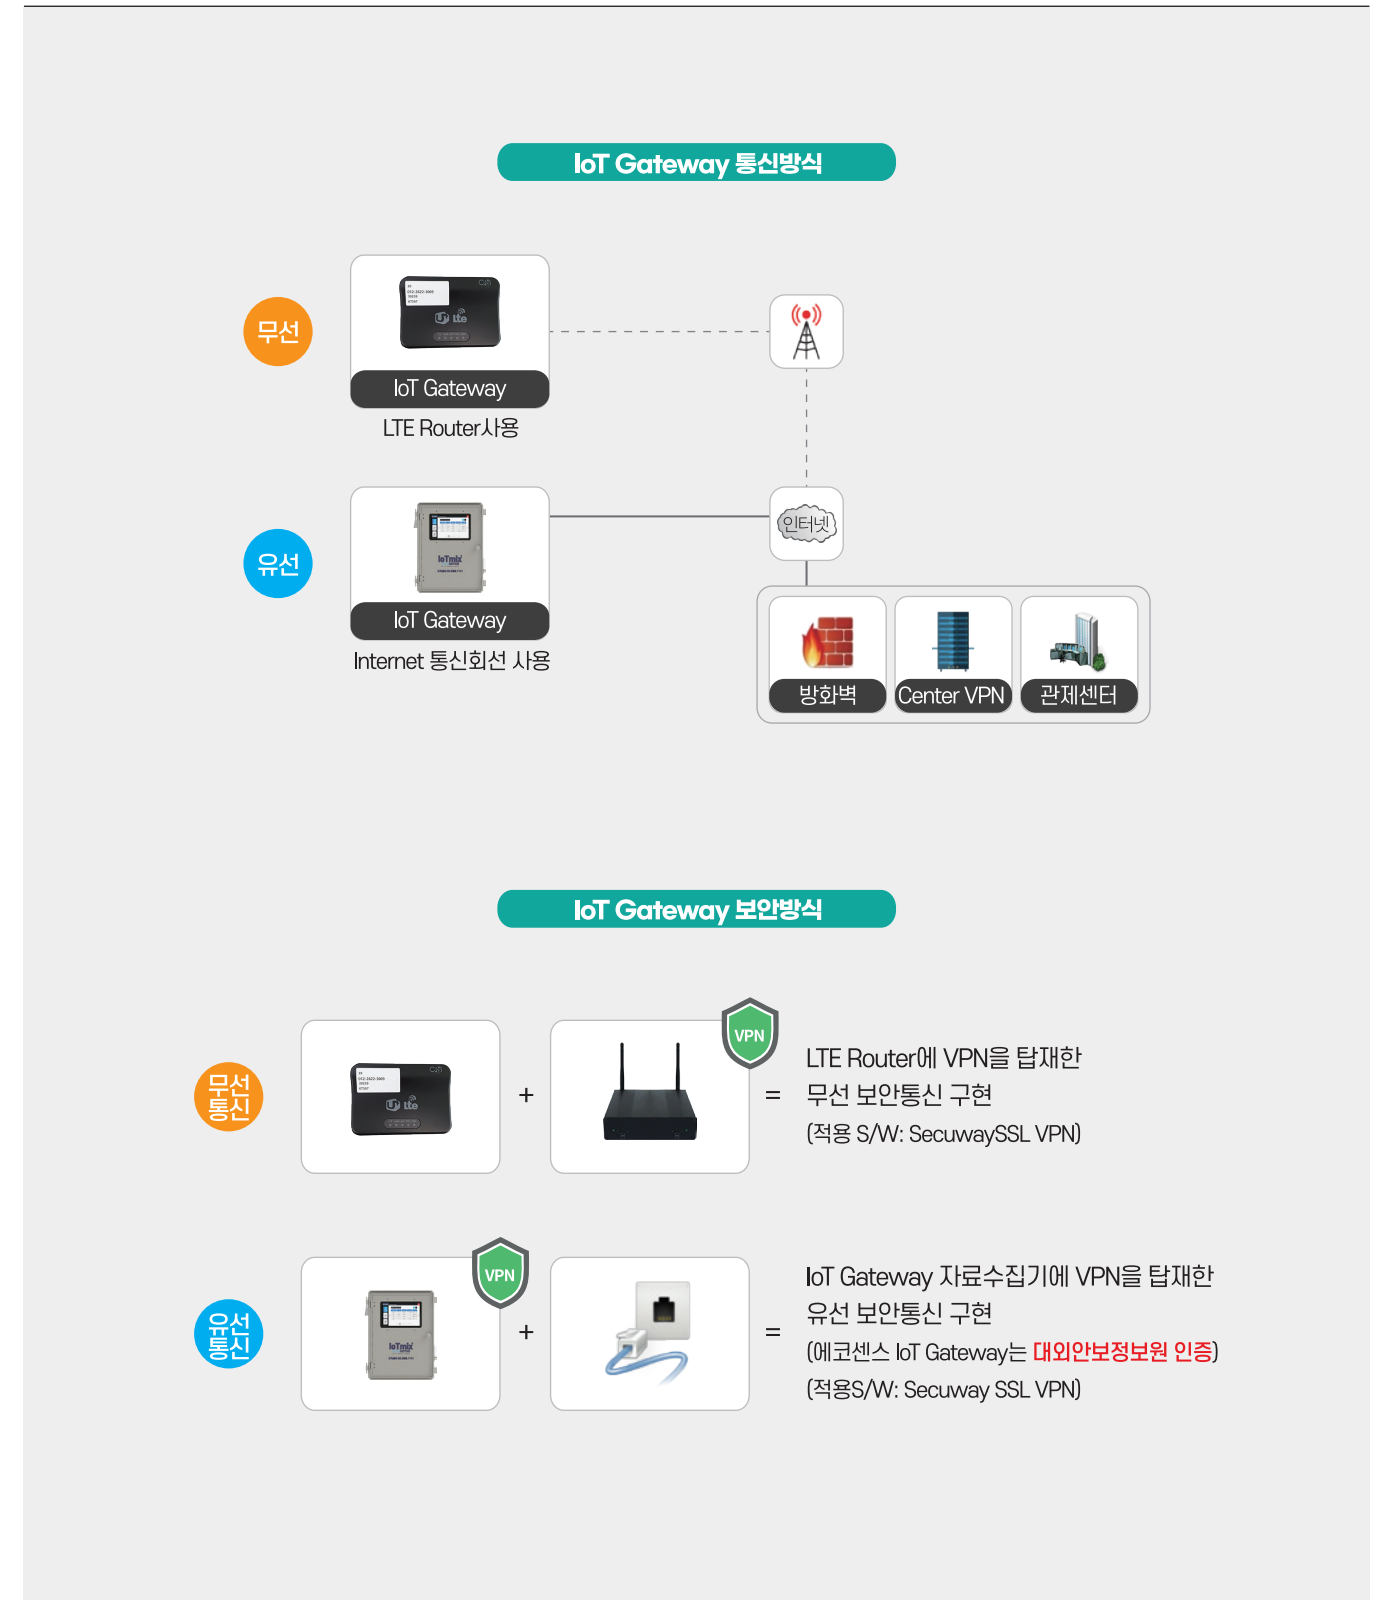 IoT Gateway 통신방식
무선
Lte
IoT Gateway
LTE Router사용
유선
IoTmix
IoT Gateway
Internet 통신회선 사용
인터넷
방화벽
Center VPN
관제센터
IoT Gateway 보안방식
무선
통신
Lte
+
VPN
=
LTE Router에 VPN을 탑재한
무선 보안통신 구현
(적용 S/W: SecuwaySSL VPN)
유선
통신
IoTmix
VPN
+
=
IoT Gateway 자료수집기에 VPN을 탑재한
유선 보안통신 구현
(에코센스 IoT Gateway는 대외안보정보원 인증)
(적용S/W: Secuway SSL VPN)